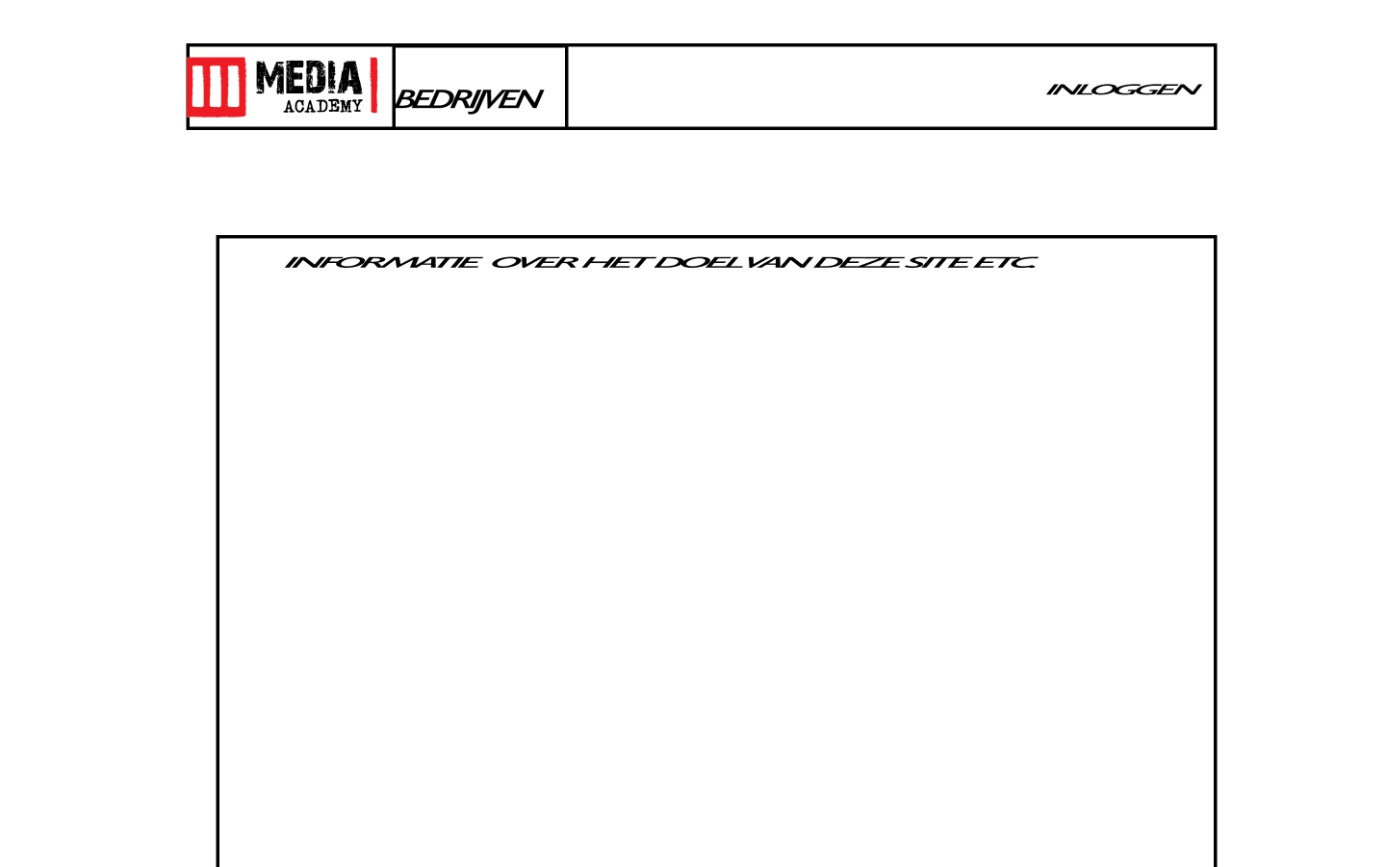 MEDIA
ACADEMY
BEDRIJVEN
INLOGGEN
INFORMATIE OVER HET DOEL VAN DEZE SITE ETC.